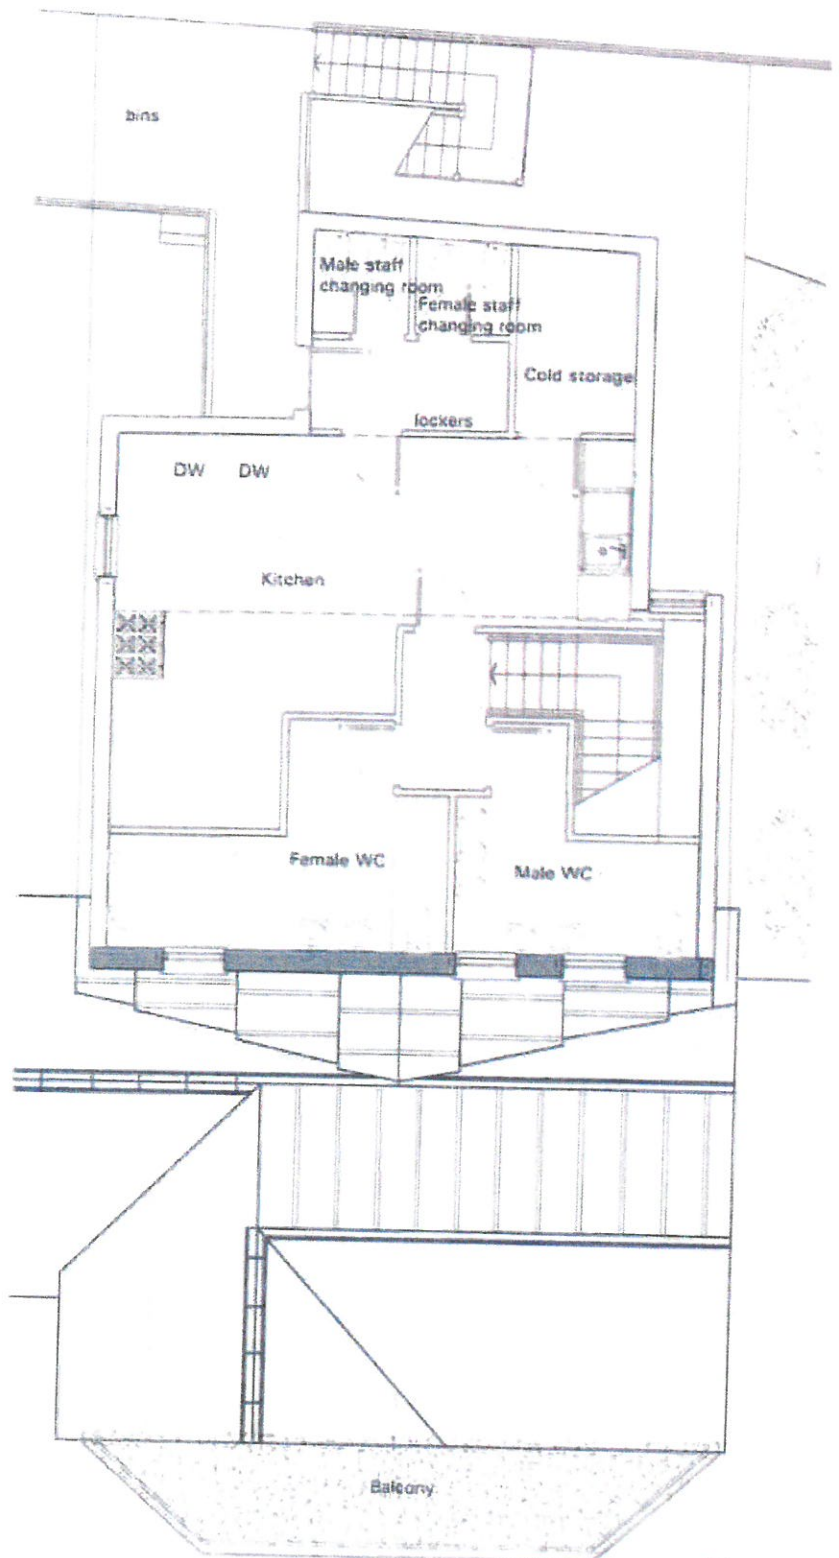 bins
Male staff
changing room
Female staff
changing room
Cold storage
lockers
DW DW
Kitchen
Female WC
Male WC
Balcony